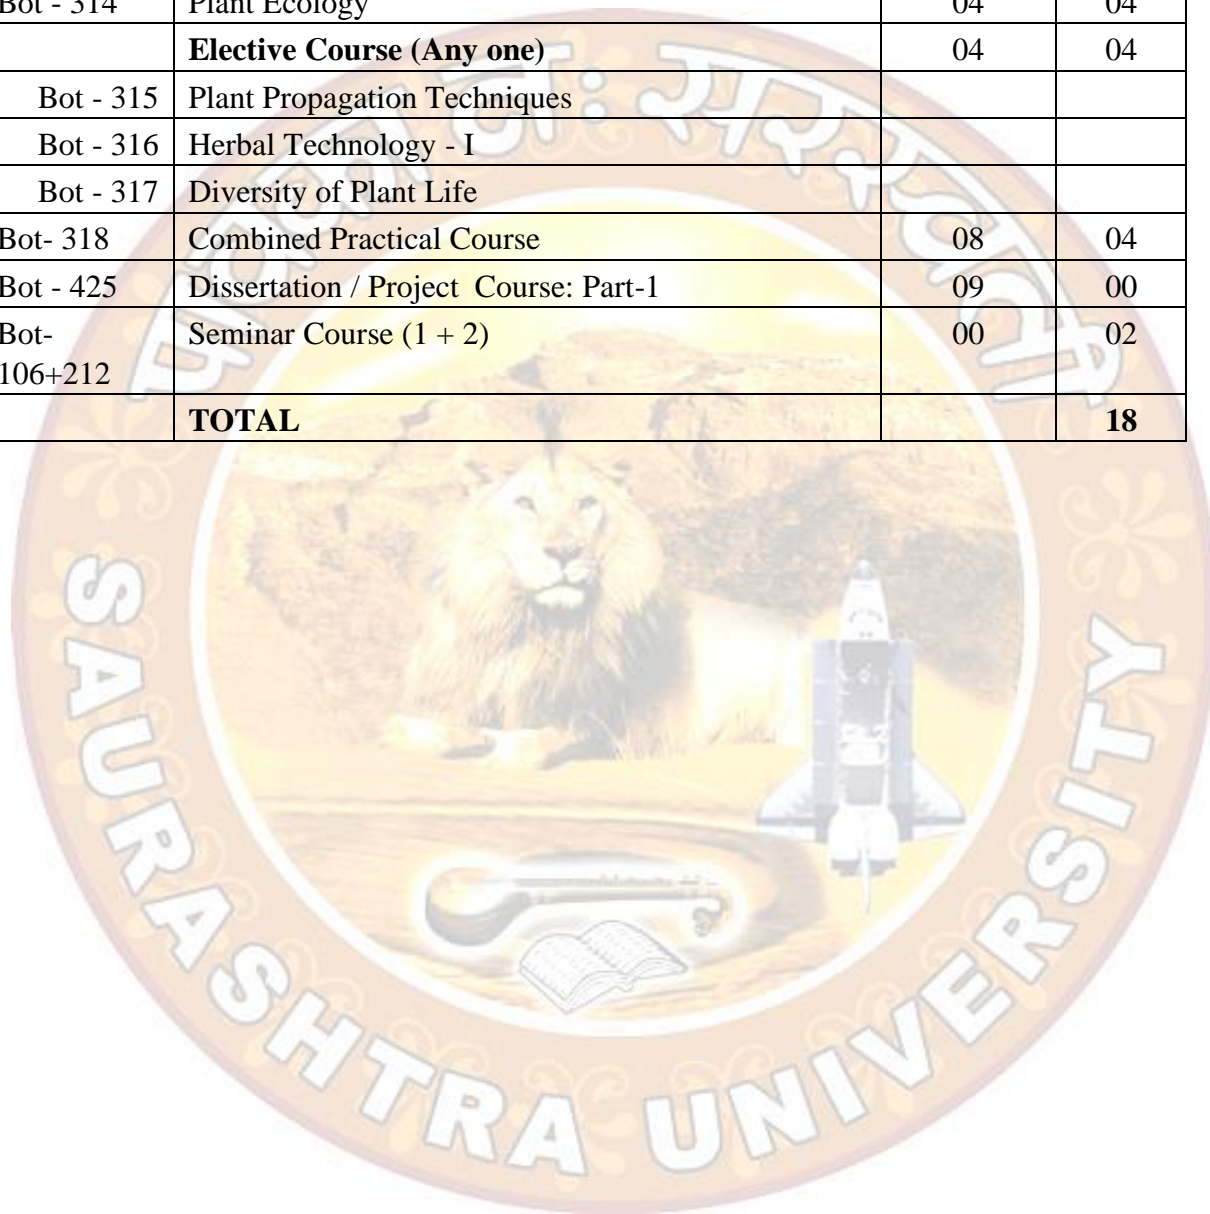 Bot - 314 Plant Ecology 04 04
Elective Course (Any one) 04 04
Bot - 315 Plant Propagation Techniques
Bot - 316 Herbal Technology - I
Bot - 317 Diversity of Plant Life
Bot- 318 Combined Practical Course 08 04
Bot - 425 Dissertation / Project Course: Part-1 09 00
Bot- Seminar Course (1 + 2) 00 02
106+212
TOTAL 18
SAURASHTRA UNIVERSITY